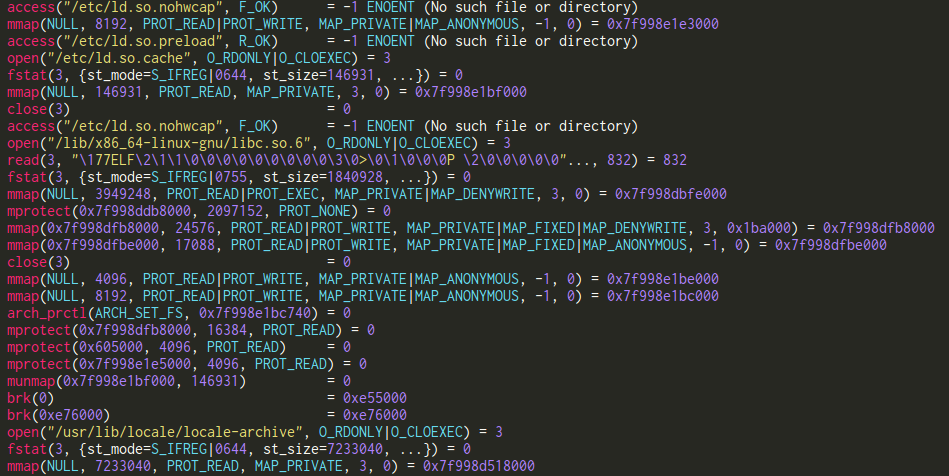 access("/etc/ld.so.nohwcap", F_OK)      = -1 ENOENT (No such file or directory)
mmap(NULL, 8192, PROT_READ|PROT_WRITE, MAP_PRIVATE|MAP_ANONYMOUS, -1, 0) = 0x7f998e1e3000
access("/etc/ld.so.preload", R_OK)      = -1 ENOENT (No such file or directory)
open("/etc/ld.so.cache", O_RDONLY|O_CLOEXEC) = 3
fstat(3, {st_mode=S_IFREG|0644, st_size=146931, ...}) = 0
mmap(NULL, 146931, PROT_READ, MAP_PRIVATE, 3, 0) = 0x7f998e1bf000
close(3)                                = 0
access("/etc/ld.so.nohwcap", F_OK)      = -1 ENOENT (No such file or directory)
open("/lib/x86_64-linux-gnu/libc.so.6", O_RDONLY|O_CLOEXEC) = 3
read(3, "\177ELF\2\1\1\0\0\0\0\0\0\0\0\0\3\0>\0\1\0\0\0P \2\0\0\0\0\0"..., 832) = 832
fstat(3, {st_mode=S_IFREG|0755, st_size=1840928, ...}) = 0
mmap(NULL, 3949248, PROT_READ|PROT_EXEC, MAP_PRIVATE|MAP_DENYWRITE, 3, 0) = 0x7f998dbfe000
mprotect(0x7f998ddb8000, 2097152, PROT_NONE) = 0
mmap(0x7f998dfb8000, 24576, PROT_READ|PROT_WRITE, MAP_PRIVATE|MAP_FIXED|MAP_DENYWRITE, 3, 0x1ba000) = 0x7f998dfb8000
mmap(0x7f998dfbe000, 17088, PROT_READ|PROT_WRITE, MAP_PRIVATE|MAP_FIXED|MAP_ANONYMOUS, -1, 0) = 0x7f998dfbe000
close(3)                                = 0
mmap(NULL, 4096, PROT_READ|PROT_WRITE, MAP_PRIVATE|MAP_ANONYMOUS, -1, 0) = 0x7f998e1be000
mmap(NULL, 8192, PROT_READ|PROT_WRITE, MAP_PRIVATE|MAP_ANONYMOUS, -1, 0) = 0x7f998e1bc000
arch_prctl(ARCH_SET_FS, 0x7f998e1bc740) = 0
mprotect(0x7f998dfb8000, 16384, PROT_READ) = 0
mprotect(0x605000, 4096, PROT_READ)     = 0
mprotect(0x7f998e1e5000, 4096, PROT_READ) = 0
munmap(0x7f998e1bf000, 146931)          = 0
brk(0)                                  = 0xe55000
brk(0xe76000)                           = 0xe76000
open("/usr/lib/locale/locale-archive", O_RDONLY|O_CLOEXEC) = 3
fstat(3, {st_mode=S_IFREG|0644, st_size=7233040, ...}) = 0
mmap(NULL, 7233040, PROT_READ, MAP_PRIVATE, 3, 0) = 0x7f998d518000